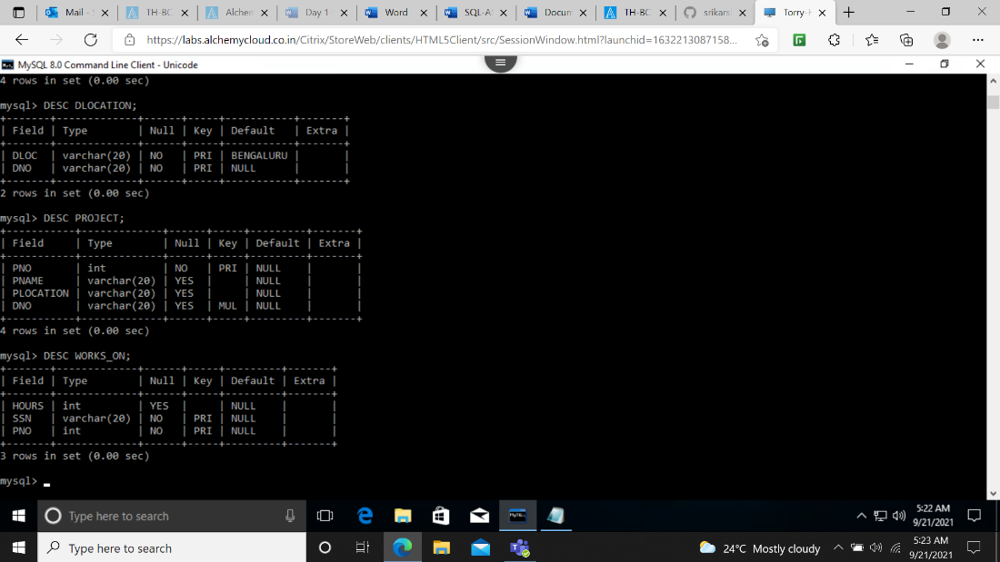 Mail - S
TH-BC
Alchem
Day 1-
Word
SQL-A
Docum
TH-BC
srikarsh
Torry-H
https://labs.alchemycloud.co.in/Citrix/StoreWeb/clients/HTML5Client/src/SessionWindow.html?launchid=1632213087158...
MySQL 8.0 Command Line Client - Unicode
4 rows in set (0.00 sec)
mysql> DESC DLOCATION;
+-------+-------------+------+-----+-----------+-------+
| Field | Type | Null | Key | Default | Extra |
+-------+-------------+------+-----+-----------+-------+
| DLOC | varchar(20) | NO | PRI | BENGALURU | |
| DNO | varchar(20) | NO | PRI | NULL | |
+-------+-------------+------+-----+-----------+-------+
2 rows in set (0.00 sec)
mysql> DESC PROJECT;
+-----------+-------------+------+-----+---------+-------+
| Field | Type | Null | Key | Default | Extra |
+-----------+-------------+------+-----+---------+-------+
| PNO | int | NO | PRI | NULL | |
| PNAME | varchar(20) | YES | | NULL | |
| PLOCATION | varchar(20) | YES | | NULL | |
| DNO | varchar(20) | YES | MUL | NULL | |
+-----------+-------------+------+-----+---------+-------+
4 rows in set (0.00 sec)
mysql> DESC WORKS_ON;
+-------+-------------+------+-----+---------+-------+
| Field | Type | Null | Key | Default | Extra |
+-------+-------------+------+-----+---------+-------+
| HOURS | int | YES | | NULL | |
| SSN | varchar(20) | NO | PRI | NULL | |
| PNO | int | NO | PRI | NULL | |
+-------+-------------+------+-----+---------+-------+
3 rows in set (0.00 sec)
mysql> _
Type here to search
5:22 AM
9/21/2021
Type here to search
24°C Mostly cloudy
5:23 AM
9/21/2021